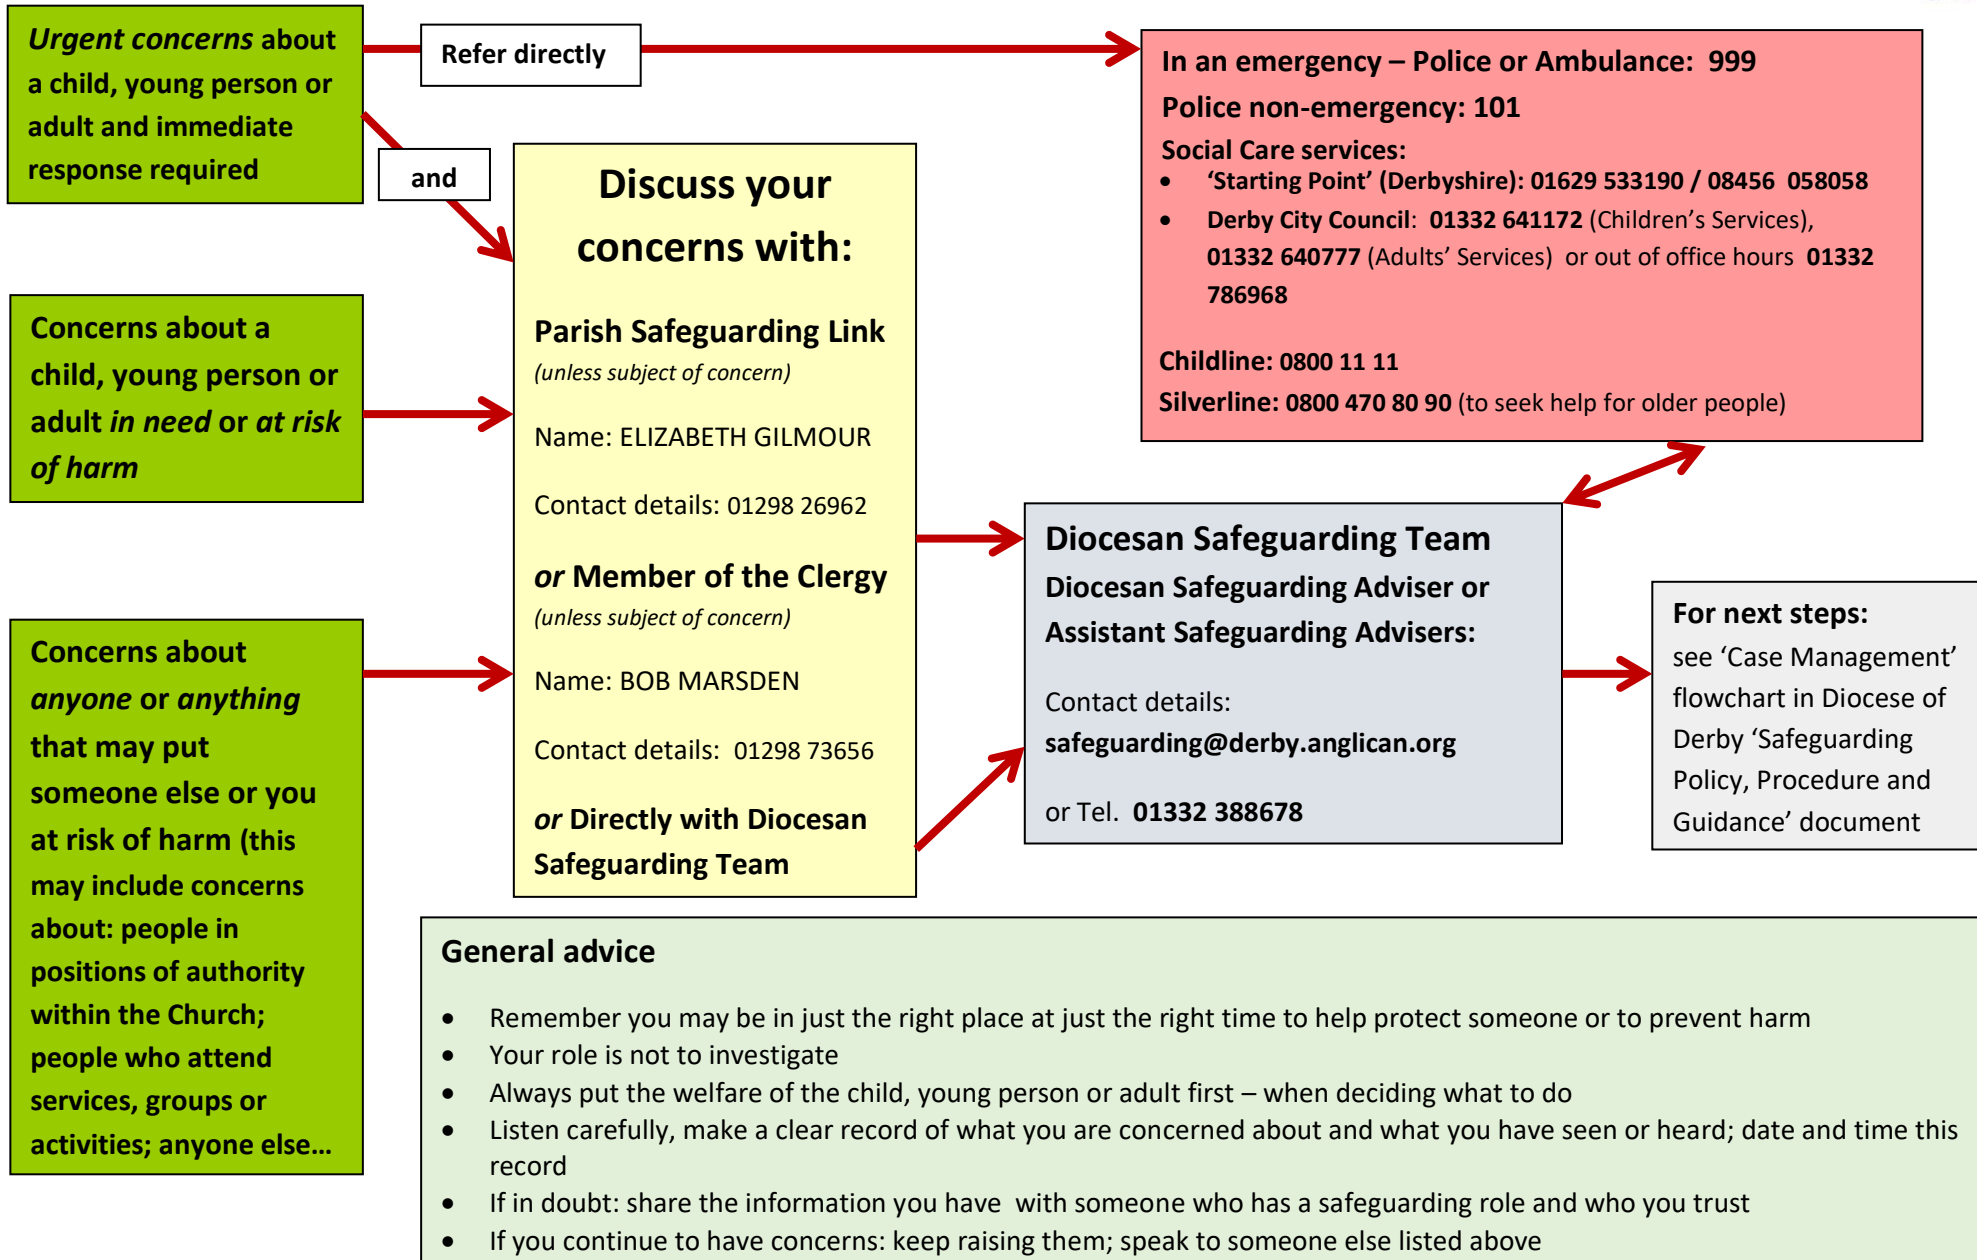 Urgent concerns about
a child, young person or
adult and immediate
response required
Refer directly
and
In an emergency – Police or Ambulance:  999
Police non-emergency: 101
Social Care services:
• ‘Starting Point’ (Derbyshire): 01629 533190 / 08456  058058
• Derby City Council:  01332 641172 (Children’s Services),
01332 640777 (Adults’ Services)  or out of office hours  01332
786968
Childline: 0800 11 11
Silverline: 0800 470 80 90 (to seek help for older people)
Concerns about a
child, young person or
adult in need or at risk
of harm
Concerns about
anyone or anything
that may put
someone else or you
at risk of harm (this
may include concerns
about: people in
positions of authority
within the Church;
people who attend
services, groups or
activities; anyone else…
Discuss your
concerns with:
Parish Safeguarding Link
(unless subject of concern)
Name: ELIZABETH GILMOUR
Contact details: 01298 26962
or Member of the Clergy
(unless subject of concern)
Name: BOB MARSDEN
Contact details:  01298 73656
or Directly with Diocesan
Safeguarding Team
Diocesan Safeguarding Team
Diocesan Safeguarding Adviser or
Assistant Safeguarding Advisers:
Contact details:
safeguarding@derby.anglican.org
or Tel.  01332 388678
For next steps:
see ‘Case Management’
flowchart in Diocese of
Derby ‘Safeguarding
Policy, Procedure and
Guidance’ document
General advice
• Remember you may be in just the right place at just the right time to help protect someone or to prevent harm
• Your role is not to investigate
• Always put the welfare of the child, young person or adult first – when deciding what to do
• Listen carefully, make a clear record of what you are concerned about and what you have seen or heard; date and time this
record
• If in doubt: share the information you have  with someone who has a safeguarding role and who you trust
• If you continue to have concerns: keep raising them; speak to someone else listed above